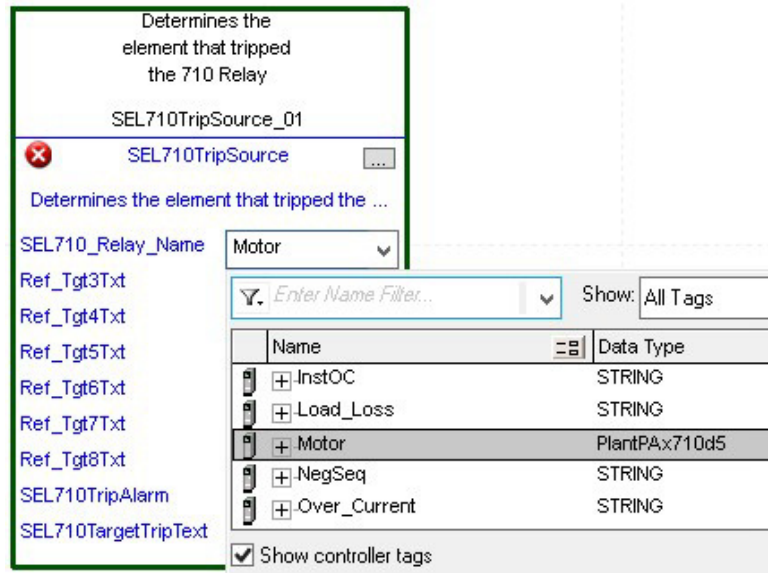 Determines the
element that tripped
the 710 Relay
SEL710TripSource_01
SEL710TripSource ...
Determines the element that tripped the ...
SEL710_Relay_Name Motor
Ref_Tgt3Txt
Enter Name Filter... Show: All Tags
Ref_Tgt4Txt
Ref_Tgt5Txt
Name Data Type
Ref_Tgt6Txt
InstOC STRING
Load_Loss STRING
Ref_Tgt7Txt
Motor PlantPAx710d5
Ref_Tgt8Txt
NegSeq STRING
SEL710TripAlarm
Over_Current STRING
SEL710TargetTripText
Show controller tags